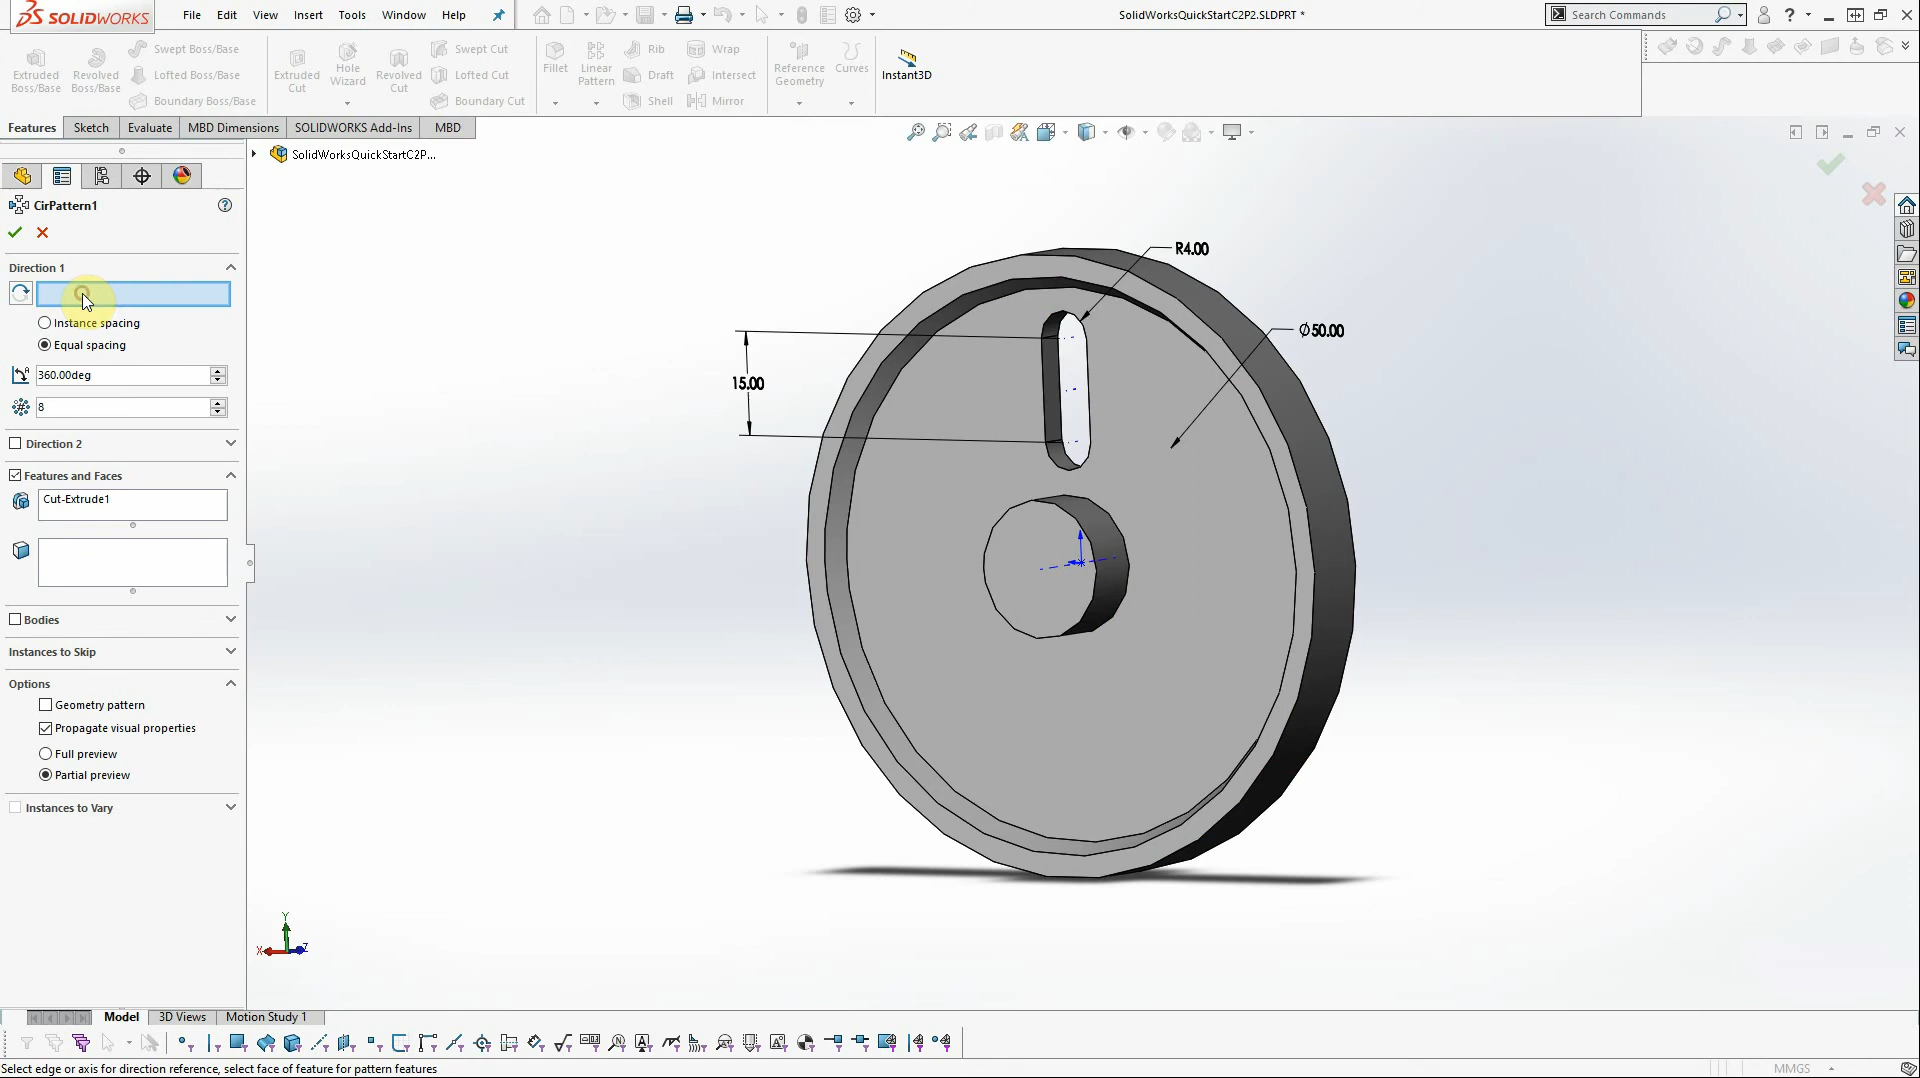 SOLIDWORKS
File Edit View Insert Tools Window Help
SolidWorksQuickStartC2P2.SLDPRT *
Search Commands
Extruded Boss/Base
Revolved Boss/Base
Swept Boss/Base
Lofted Boss/Base
Boundary Boss/Base
Extruded Cut
Hole Wizard
Revolved Cut
Swept Cut
Lofted Cut
Boundary Cut
Fillet
Linear Pattern
Rib
Draft
Shell
Wrap
Intersect
Mirror
Reference Geometry
Curves
Instant3D
Features Sketch Evaluate MBD Dimensions SOLIDWORKS Add-Ins MBD
SolidWorksQuickStartC2P...
CirPattern1
Direction 1
Instance spacing
Equal spacing
360.00deg
8
Direction 2
Features and Faces
Cut-Extrude1
Bodies
Instances to Skip
Options
Geometry pattern
Propagate visual properties
Full preview
Partial preview
Instances to Vary
R4.00
Ø50.00
15.00
Y
X
Z
Model 3D Views Motion Study 1
Select edge or axis for direction reference, select face of feature for pattern features
MMGS